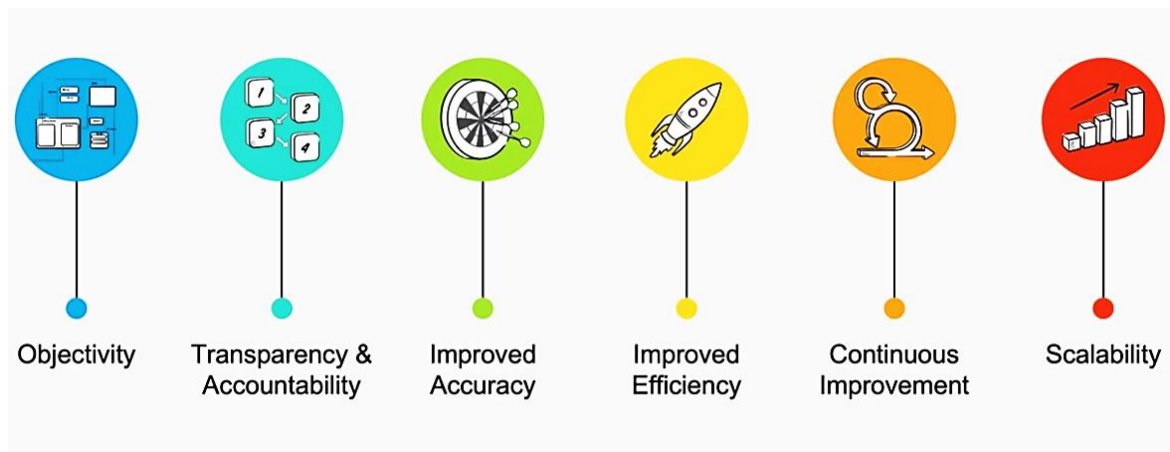 1
2
3
4
Objectivity
Transparency &
Accountability
Improved
Accuracy
Improved
Efficiency
Continuous
Improvement
Scalability